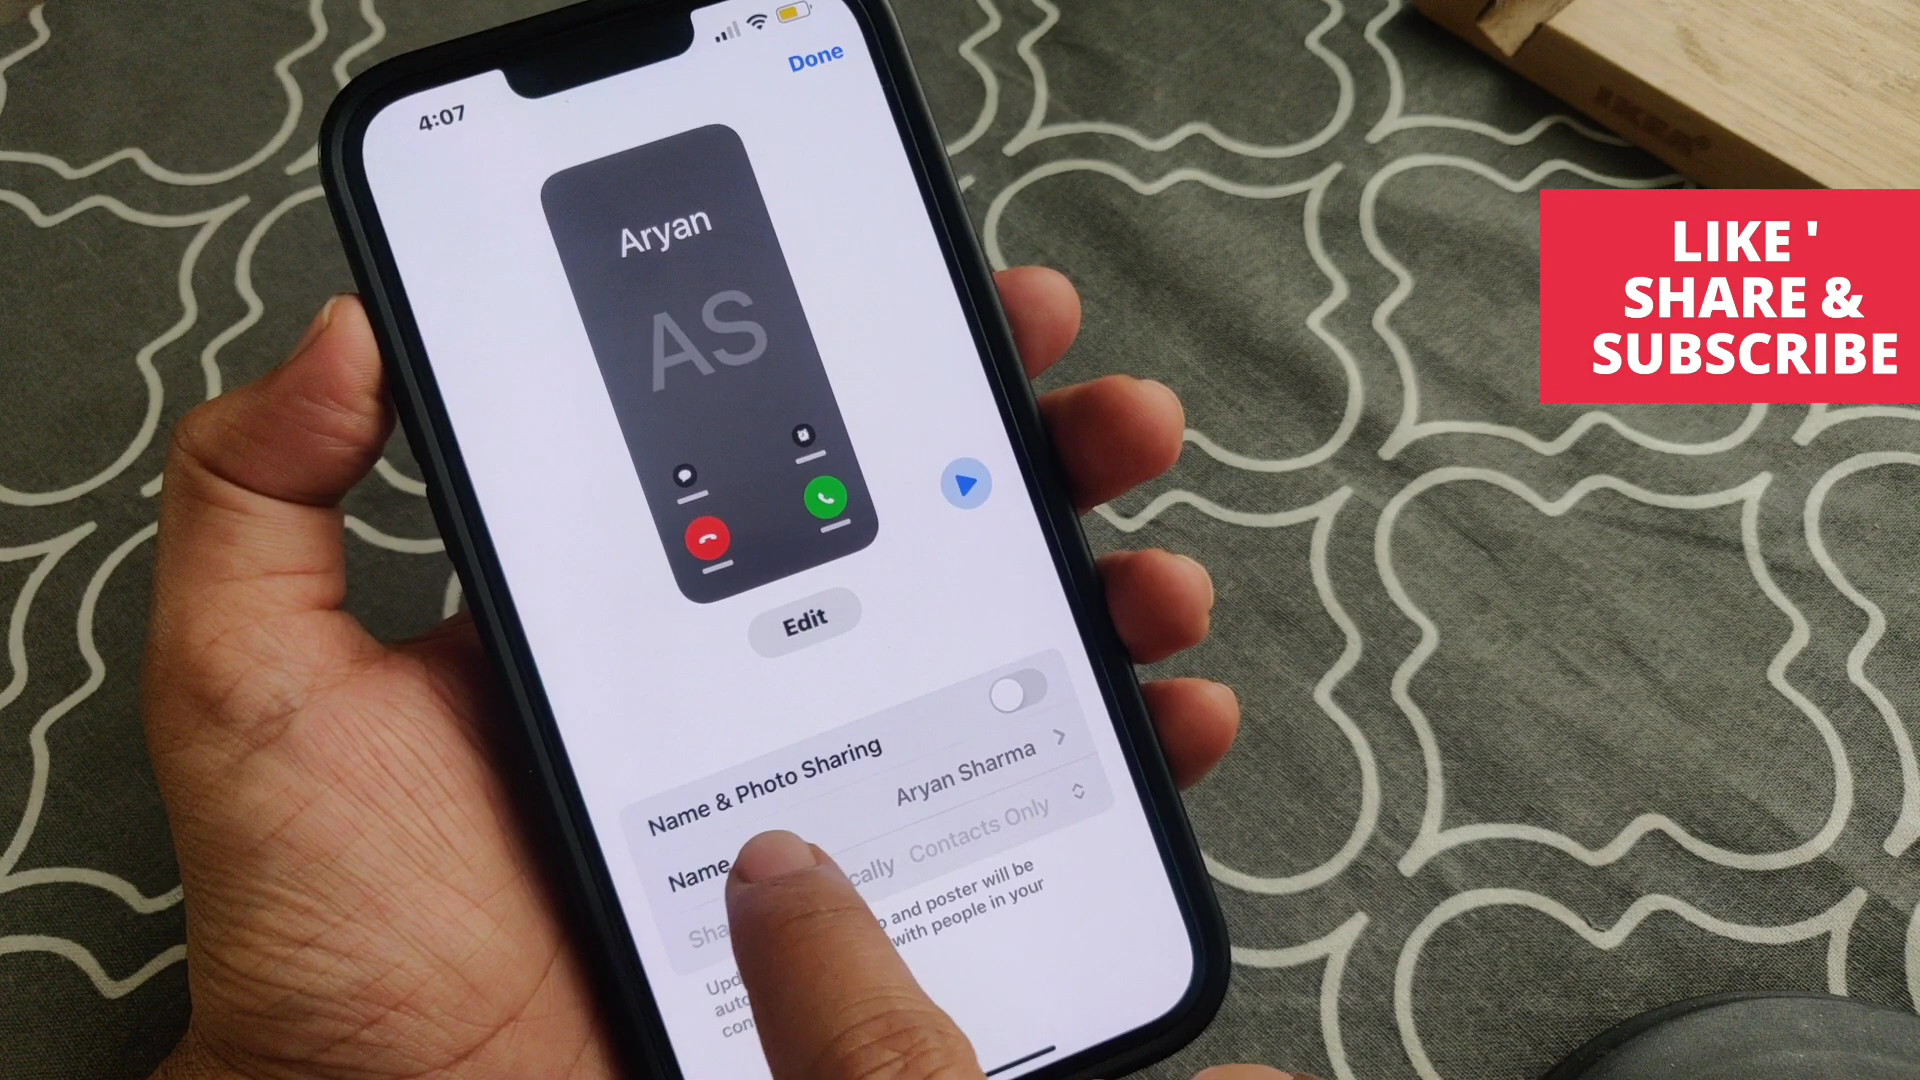 4:07
Done
Aryan
AS
Edit
Name & Photo Sharing
Name
Aryan Sharma
Contacts Only
and poster will be
with people in your
LIKE '
SHARE &
SUBSCRIBE